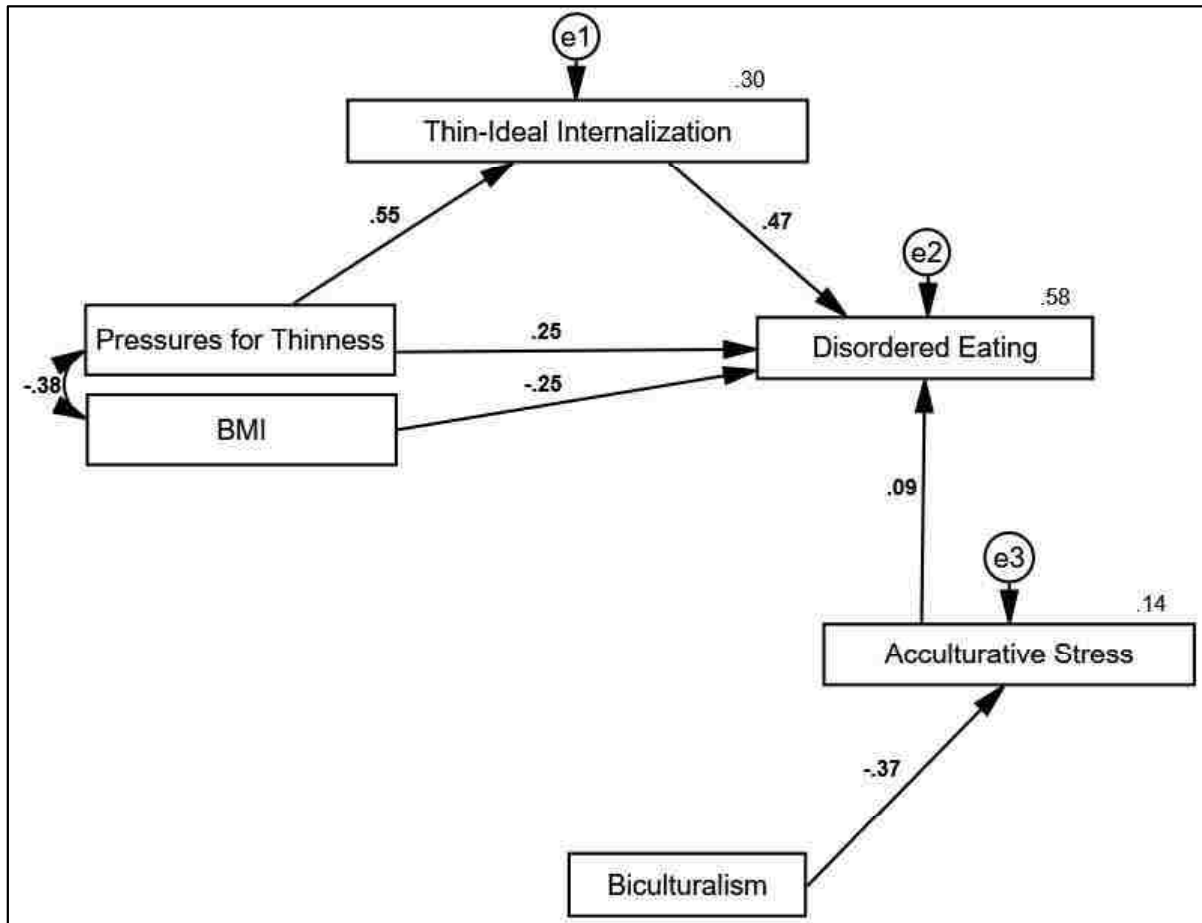 e1
.30
Thin-Ideal Internalization
.55
.47
e2
.58
Pressures for Thinness
.25
Disordered Eating
-.38
-.25
BMI
.09
e3
.14
Acculturative Stress
-.37
Biculturalism